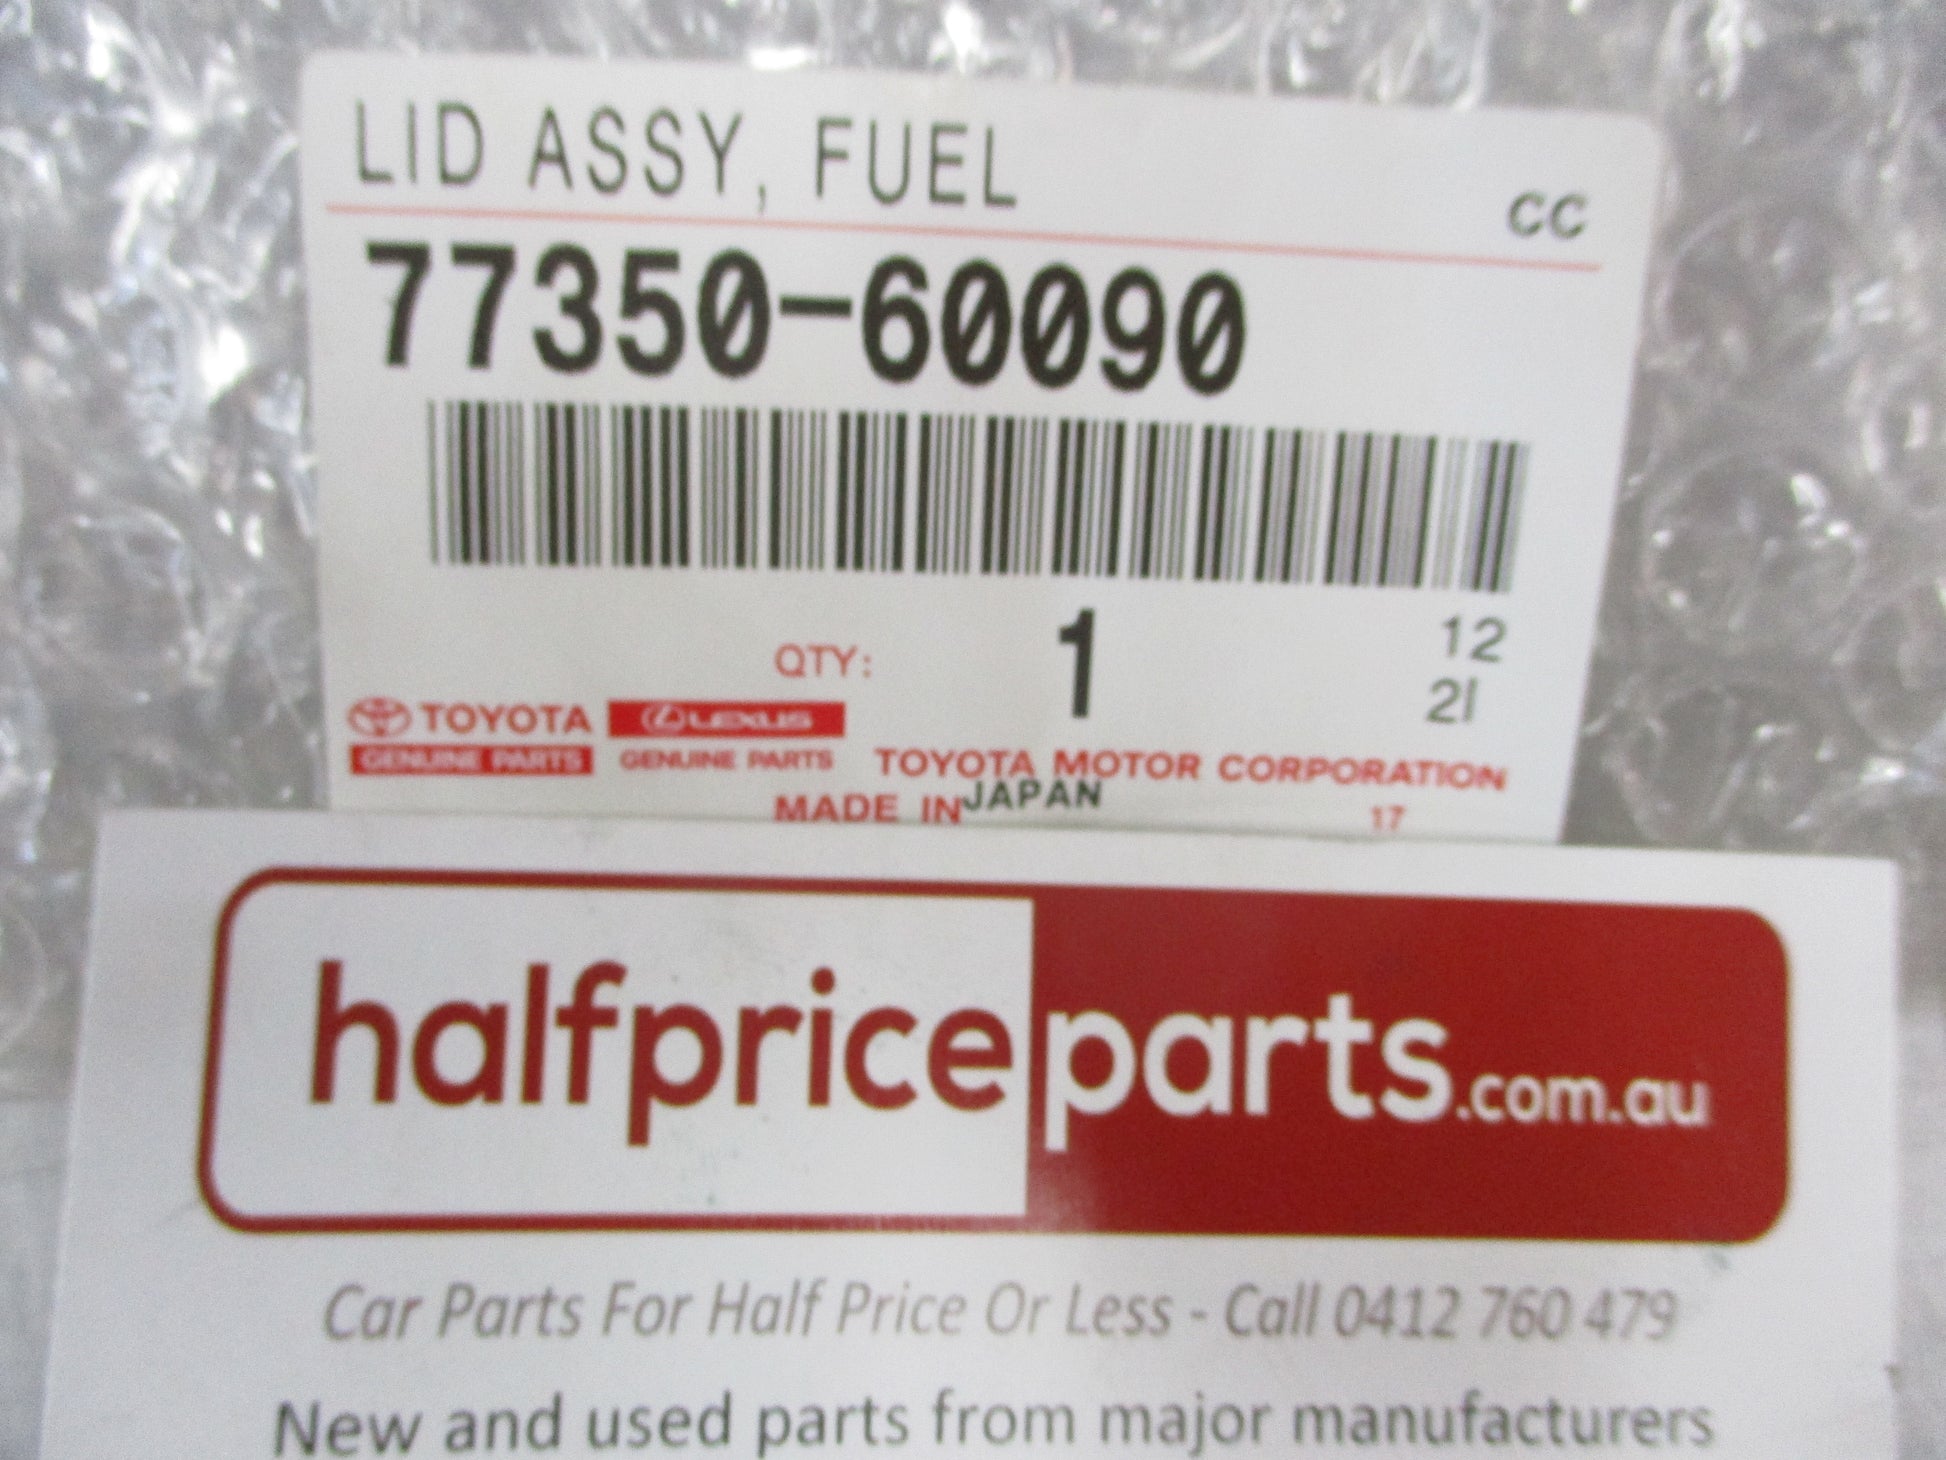 LID ASSY, FUEL
CC
77350-60090
QTY: 1
12
21
TOYOTA LEXUS
GENUINE PARTS GENUINE PARTS TOYOTA MOTOR CORPORATION
MADE IN JAPAN 17
halfpriceparts.com.au
Car Parts For Half Price Or Less - Call 0412 760 479
New and used parts from major manufacturers